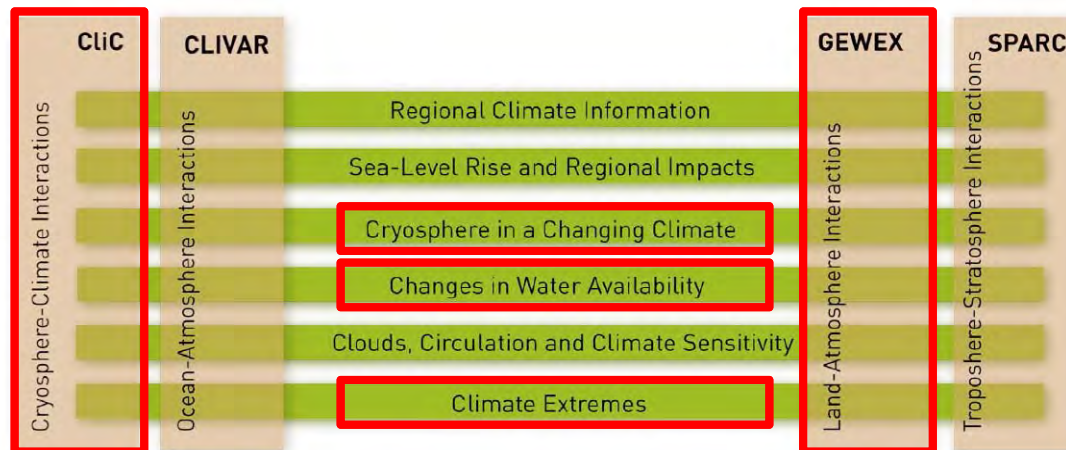 CliC
CLIVAR
GEWEX
SPARC
Cryosphere-Climate Interactions
Ocean-Atmosphere Interactions
Land-Atmosphere Interactions
Troposhere-Stratosphere Interactions
Regional Climate Information
Sea-Level Rise and Regional Impacts
Cryosphere in a Changing Climate
Changes in Water Availability
Clouds, Circulation and Climate Sensitivity
Climate Extremes